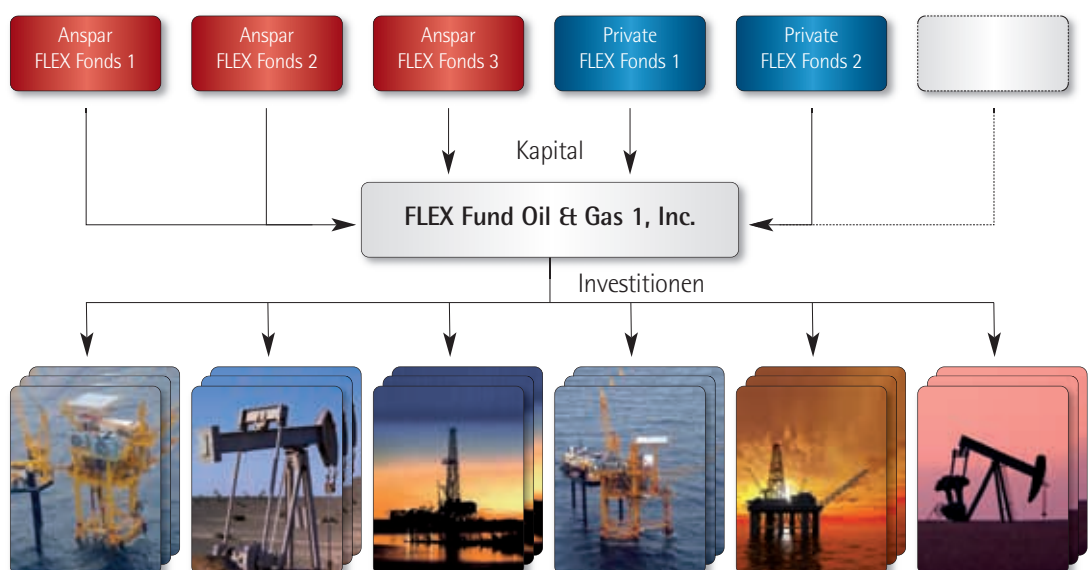 Anspar
FLEX Fonds 1
Anspar
FLEX Fonds 2
Anspar
FLEX Fonds 3
Private
FLEX Fonds 1
Private
FLEX Fonds 2
Kapital
FLEX Fund Oil & Gas 1, Inc.
Investitionen